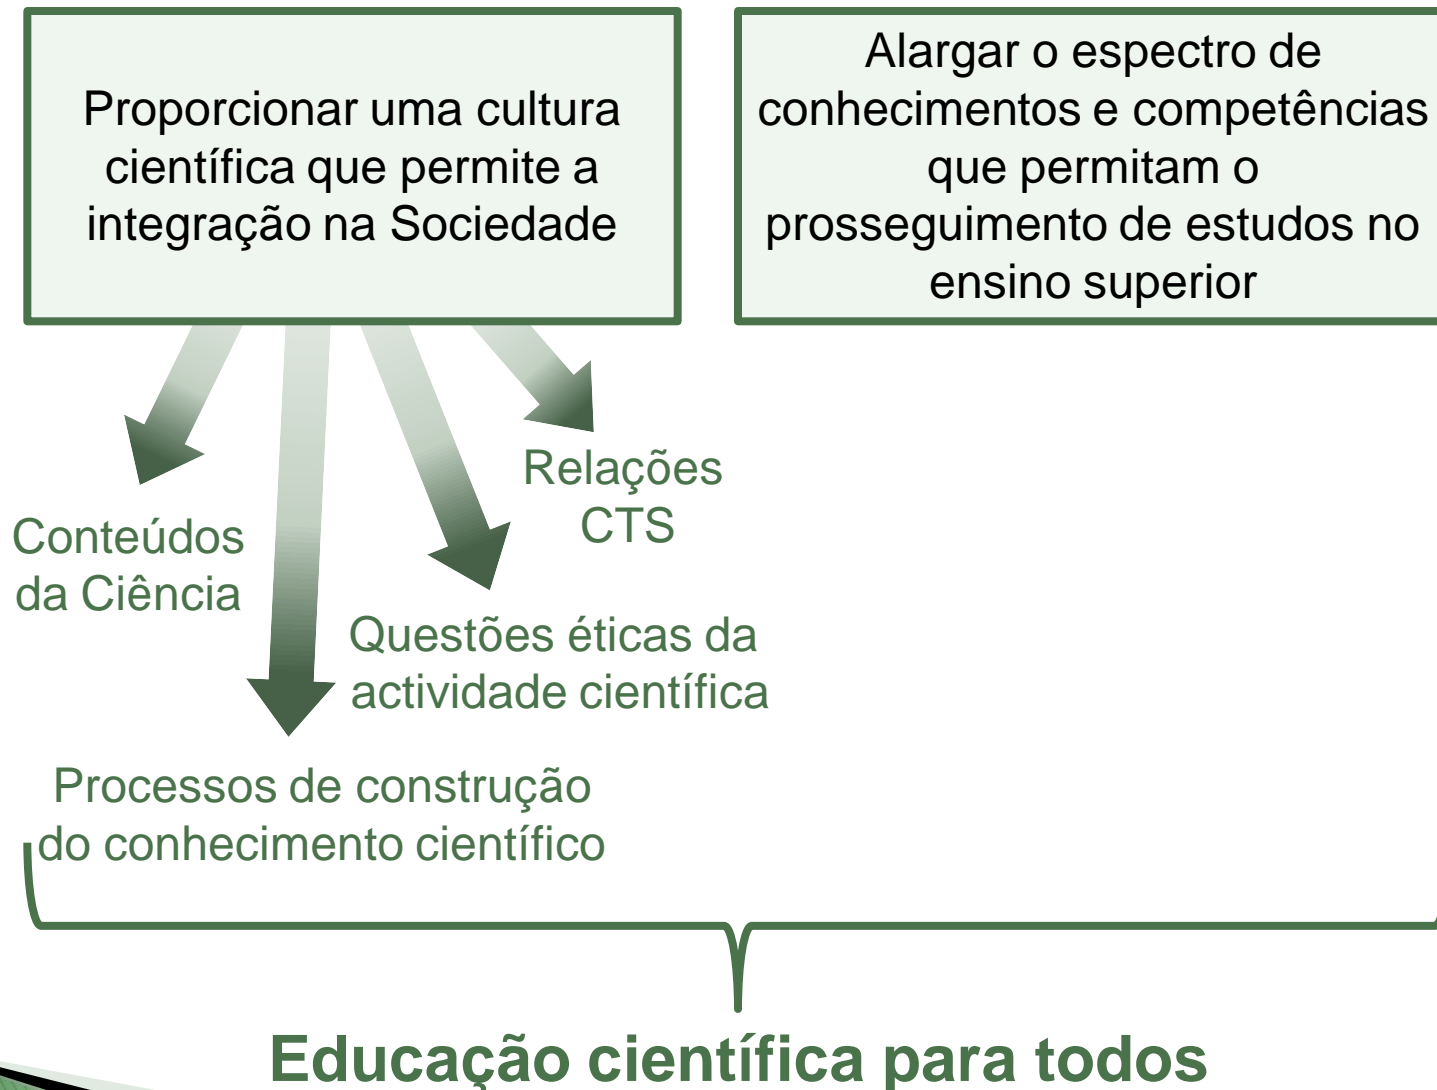 Proporcionar uma cultura
científica que permite a
integração na Sociedade
Alargar o espectro de
conhecimentos e competências
que permitam o
prosseguimento de estudos no
ensino superior
Relações
CTS
Conteúdos
da Ciência
Questões éticas da
actividade científica
Processos de construção
do conhecimento científico
Educação científica para todos